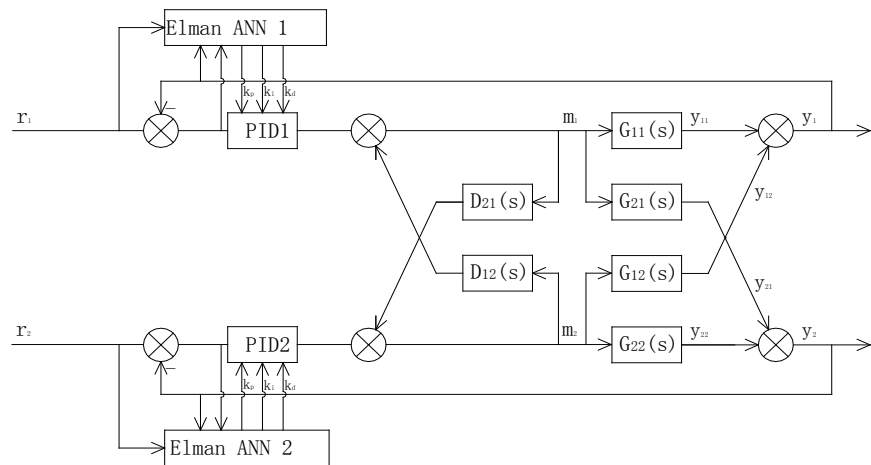 Elman ANN 1
kp ki kd
r1 − PID1 m1 G11(s) y11 y1
D21(s) G21(s) y12
D12(s) G12(s) y21
r2 − PID2 m2 G22(s) y22 y2
kp ki kd
Elman ANN 2